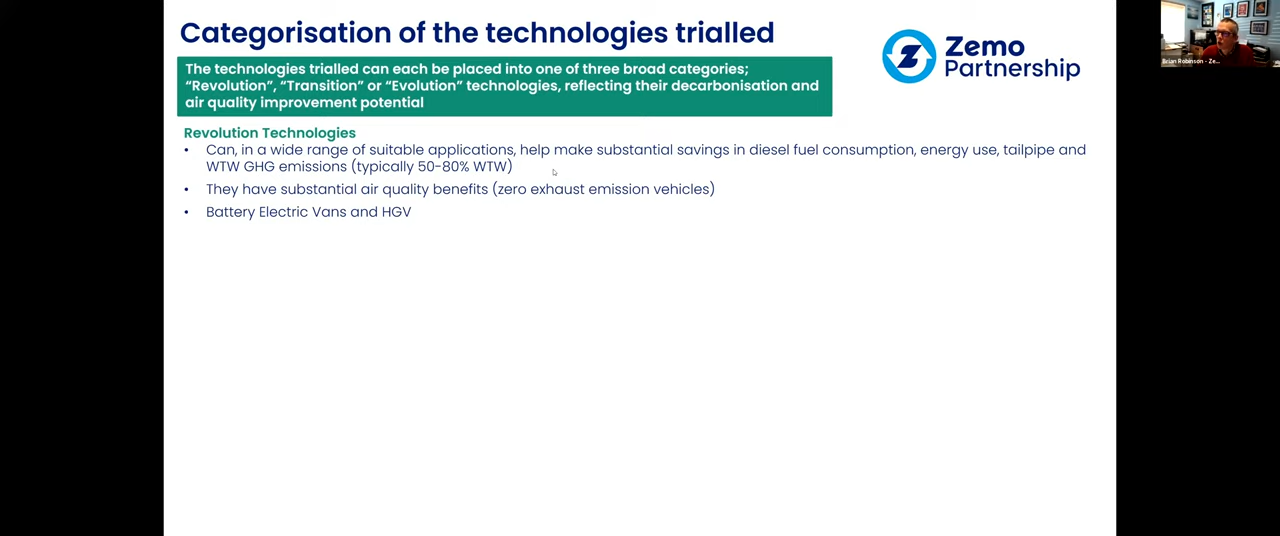 Categorisation of the technologies trialled
Zemo
Partnership
The technologies trialled can each be placed into one of three broad categories;
“Revolution”, “Transition” or “Evolution” technologies, reflecting their decarbonisation and
air quality improvement potential
Revolution Technologies
• Can, in a wide range of suitable applications, help make substantial savings in diesel fuel consumption, energy use, tailpipe and
WTW GHG emissions (typically 50-80% WTW)
• They have substantial air quality benefits (zero exhaust emission vehicles)
• Battery Electric Vans and HGV
Brian Robinson - Ze...